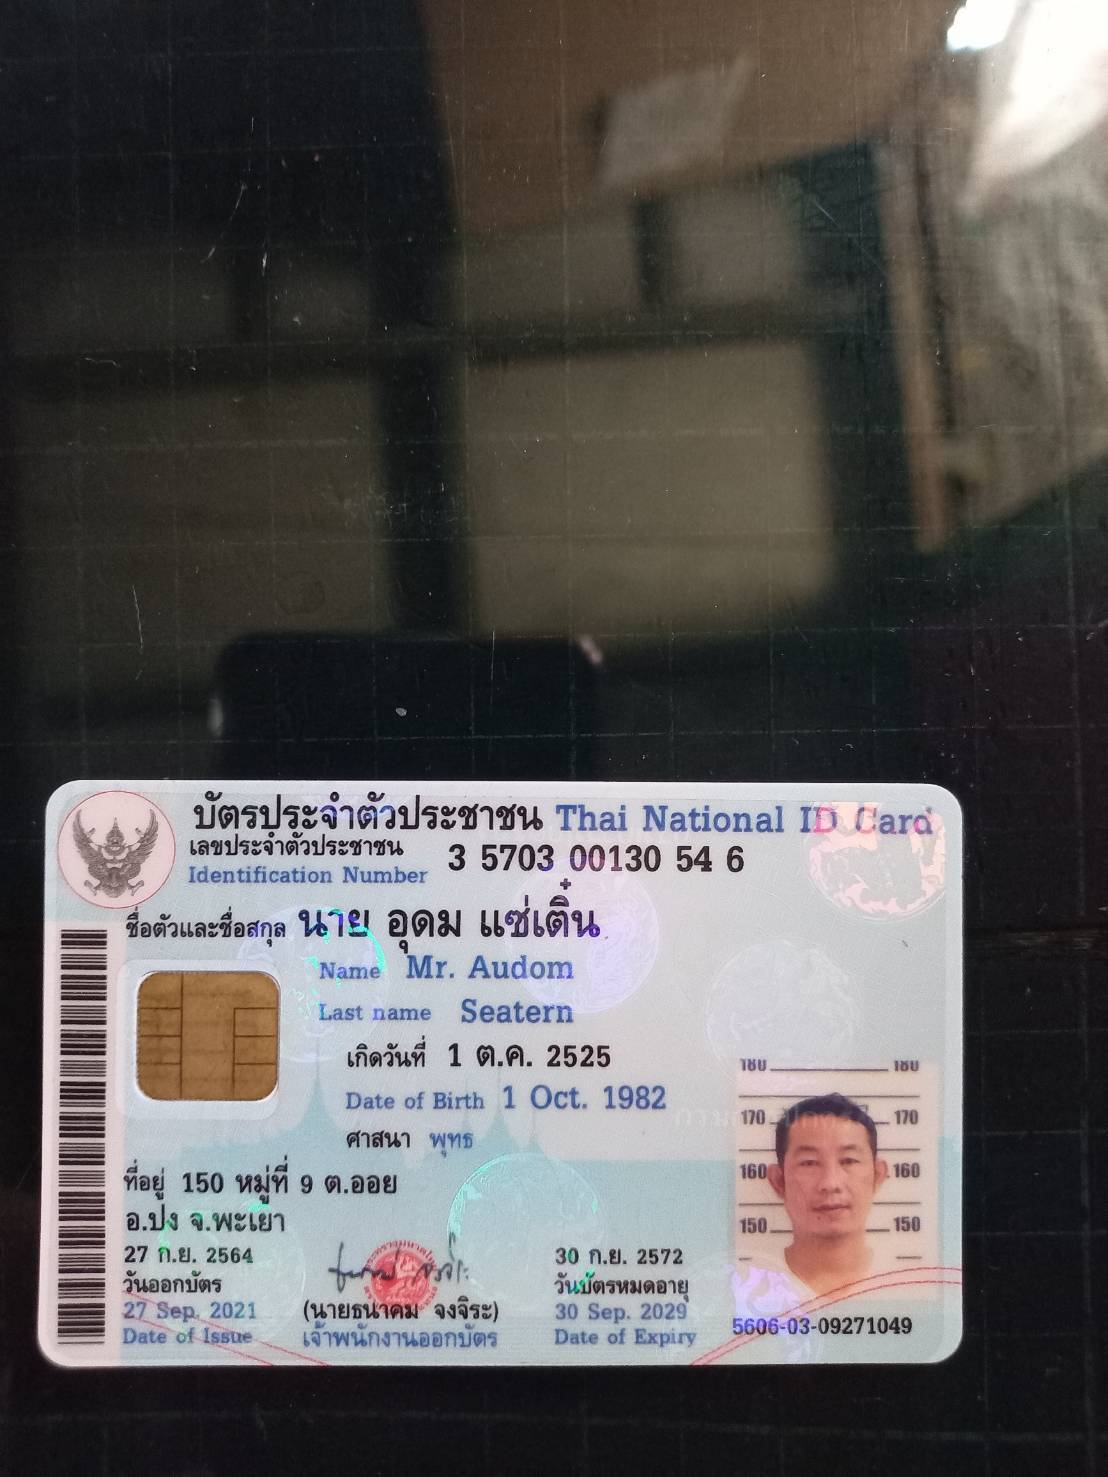 บัตรประจำตัวประชาชน Thai National ID Card
เลขประจำตัวประชาชน 3 5703 00130 54 6
Identification Number
ชื่อตัวและชื่อสกุล นาย อุดม แซ่เติ๋น
Name Mr. Audom
Last name Seatern
เกิดวันที่ 1 ต.ค. 2525
Date of Birth 1 Oct. 1982
ศาสนา พุทธ
ที่อยู่ 150 หมู่ที่ 9 ต.ออย
อ.ปง จ.พะเยา
27 ก.ย. 2564
วันออกบัตร
27 Sep. 2021
Date of Issue
(นายธนาคม จงจิระ)
เจ้าพนักงานออกบัตร
30 ก.ย. 2572
วันบัตรหมดอายุ
30 Sep. 2029
Date of Expiry
180 180
170 170
160 160
150 150
5606-03-09271049